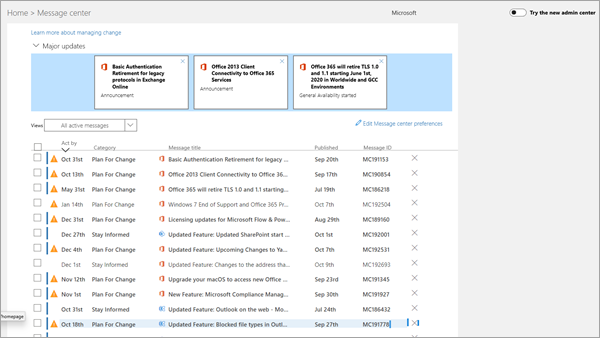 Home > Message center
Microsoft
Try the new admin center
Learn more about managing change
Major updates
Basic Authentication
Retirement for legacy
protocols in Exchange
Online
Announcement
Office 2013 Client
Connectivity to Office 365
Services
Announcement
Office 365 will retire TLS 1.0
and 1.1 starting June 1st,
2020 in Worldwide and GCC
Environments
General Availability started
Views
All active messages
Edit Message center preferences
Act by Category Message title Published Message ID
Oct 31st Plan For Change Basic Authentication Retirement for legacy ... Sep 20th MC191153
Oct 13th Plan For Change Office 2013 Client Connectivity to Office 36... Sep 17th MC190854
May 31st Plan For Change Office 365 will retire TLS 1.0 and 1.1 starting... Jul 19th MC186218
Jan 14th Plan For Change Windows 7 End of Support and Office 365 Pr... Oct 7th MC192504
Dec 31st Plan For Change Licensing updates for Microsoft Flow & Pow... Aug 29th MC189160
Dec 27th Stay Informed Updated Feature: Updated SharePoint start ... Oct 1st MC192001
Dec 4th Plan For Change Updated Feature: Upcoming Changes to Ya... Oct 7th MC192531
Dec 1st Stay Informed Updated Feature: Changes to the address tha... Oct 9th MC192693
Nov 12th Plan For Change Upgrade your macOS to access new Office ... Sep 23rd MC191345
Nov 1st Plan For Change New Feature: Microsoft Compliance Manag... Sep 30th MC191927
Oct 31st Stay Informed Updated Feature: Outlook on the web - Mo... Jul 24th MC186432
homepage
Oct 18th Plan For Change Updated Feature: Blocked file types in Outl... Sep 27th MC191778